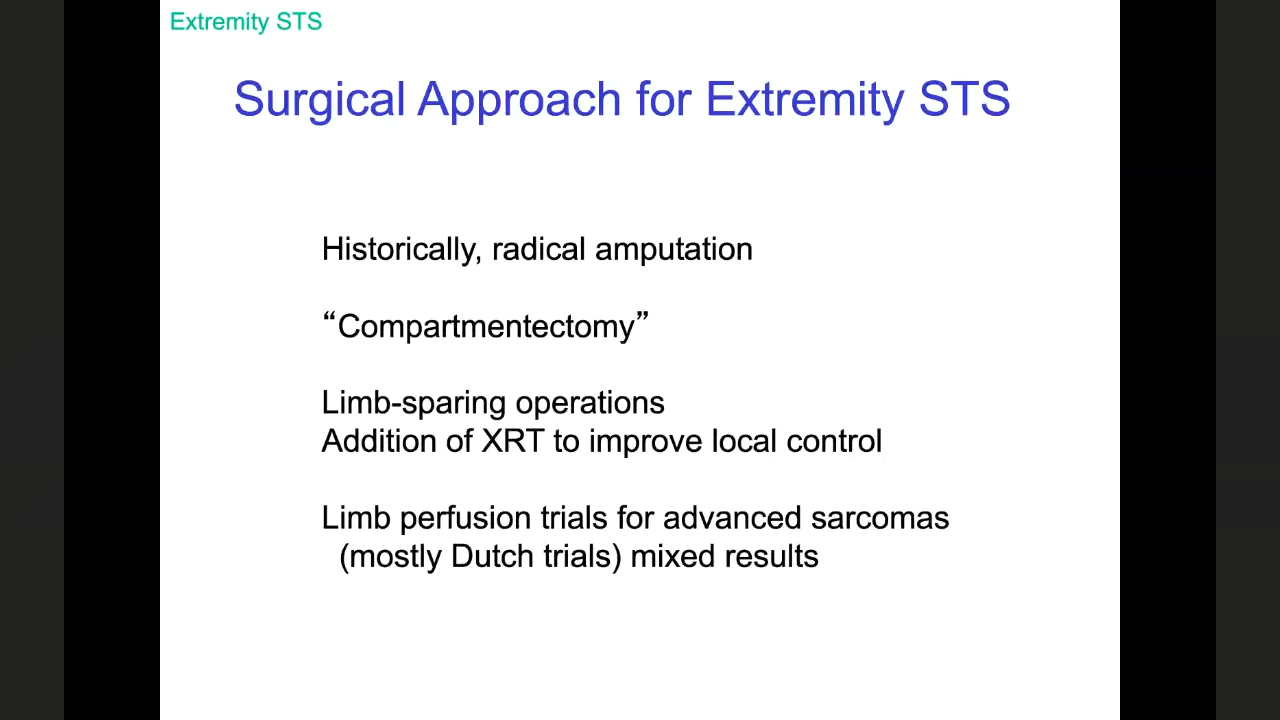 Extremity STS
Surgical Approach for Extremity STS
Historically, radical amputation
“Compartmentectomy”
Limb-sparing operations
Addition of XRT to improve local control
Limb perfusion trials for advanced sarcomas
(mostly Dutch trials) mixed results